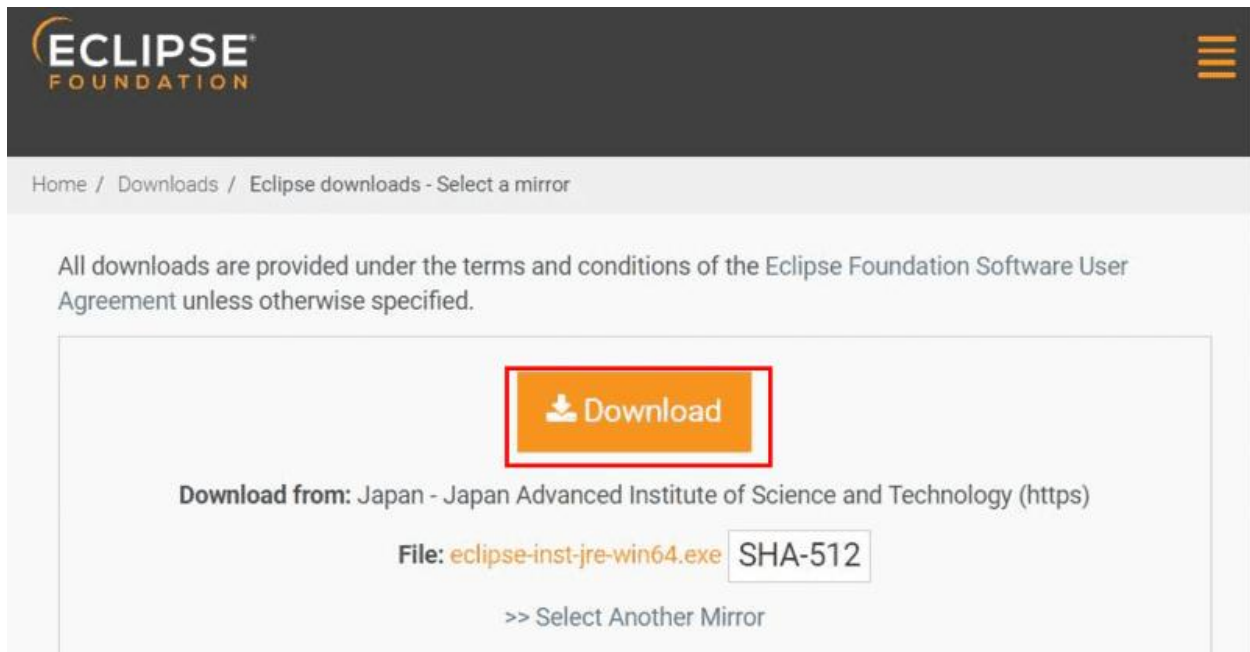 ECLIPSE®
FOUNDATION
Home / Downloads / Eclipse downloads - Select a mirror
All downloads are provided under the terms and conditions of the Eclipse Foundation Software User
Agreement unless otherwise specified.
Download
Download from: Japan - Japan Advanced Institute of Science and Technology (https)
File: eclipse-inst-jre-win64.exe SHA-512
>> Select Another Mirror